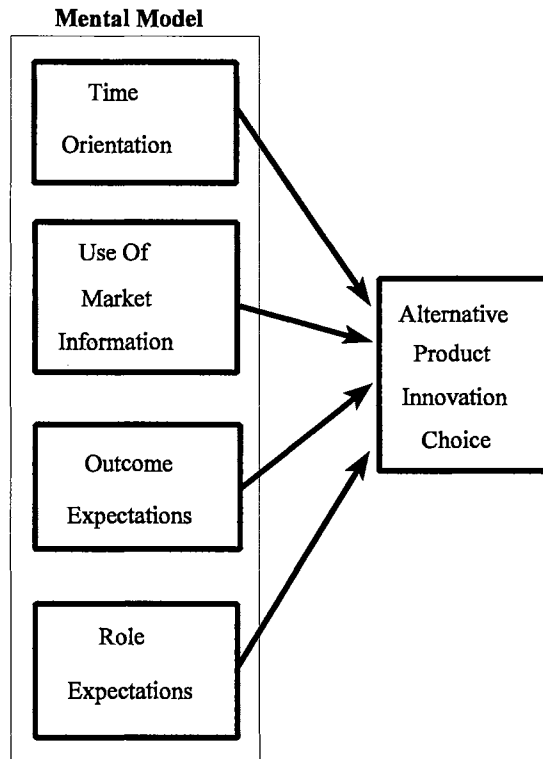 Mental Model
Time
Orientation
Use Of
Market
Information
Outcome
Expectations
Role
Expectations
Alternative
Product
Innovation
Choice